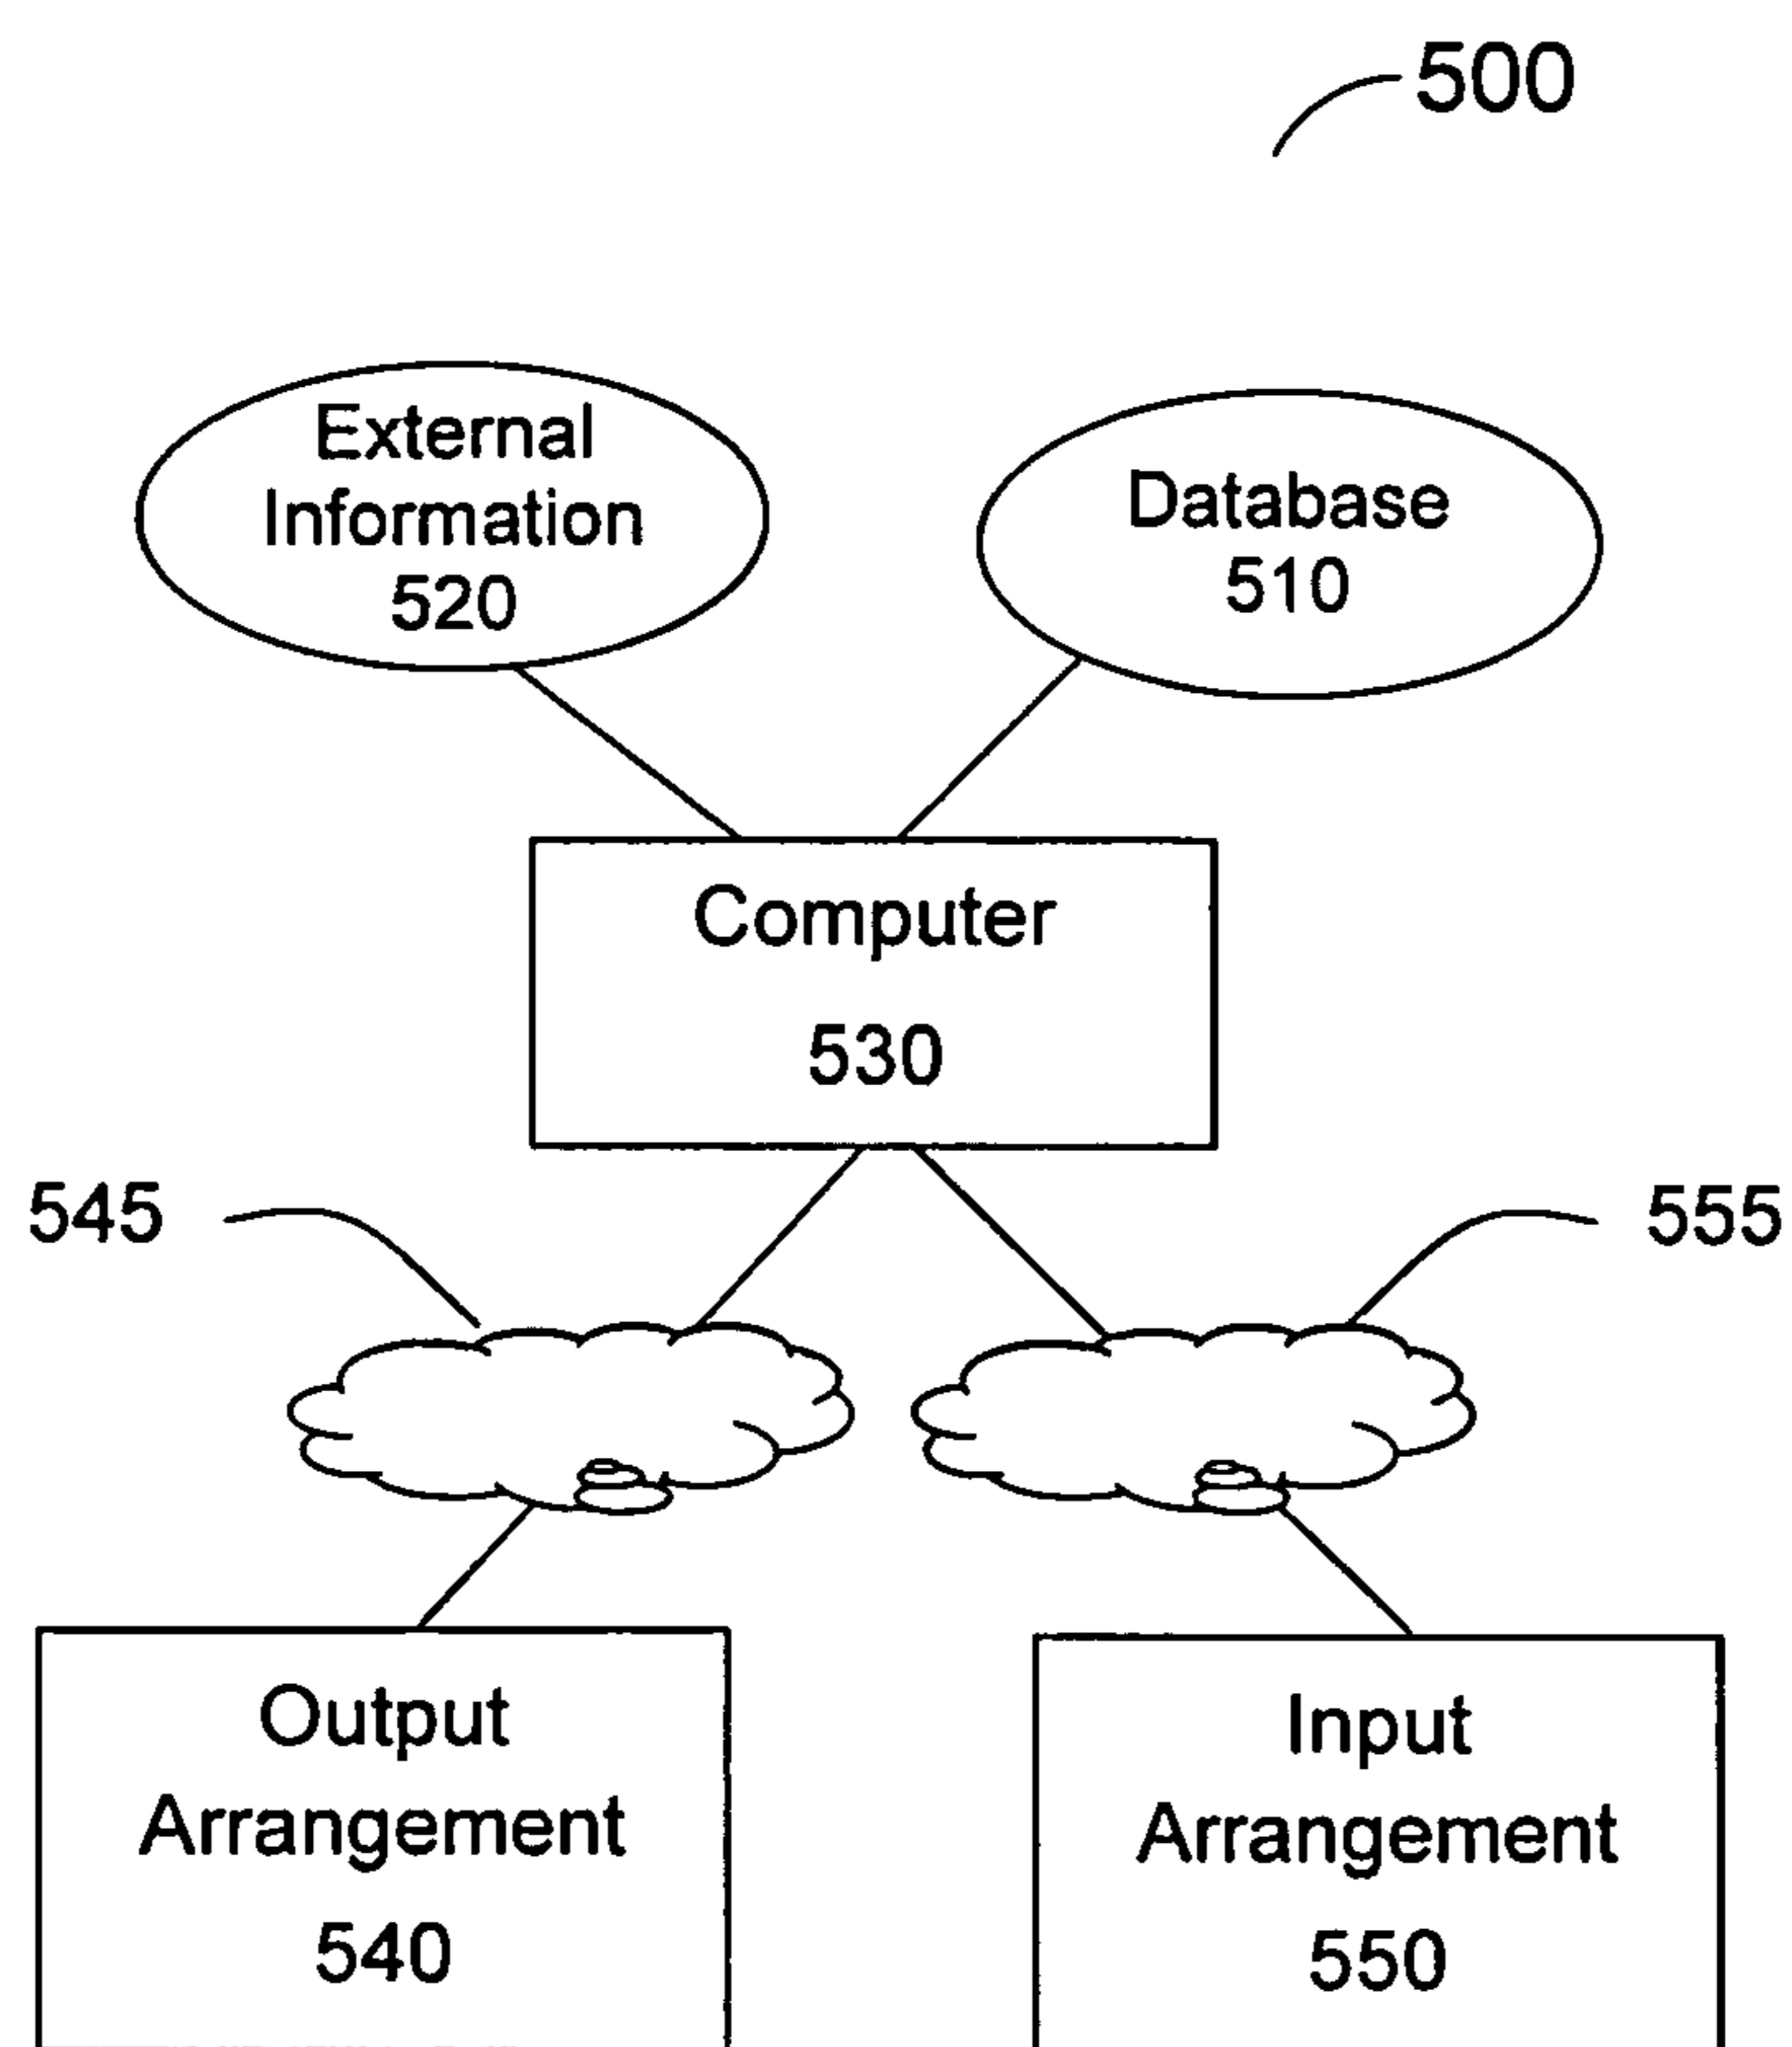 500
External
Information
520
Database
510
Computer
530
545
555
Output
Arrangement
540
Input
Arrangement
550